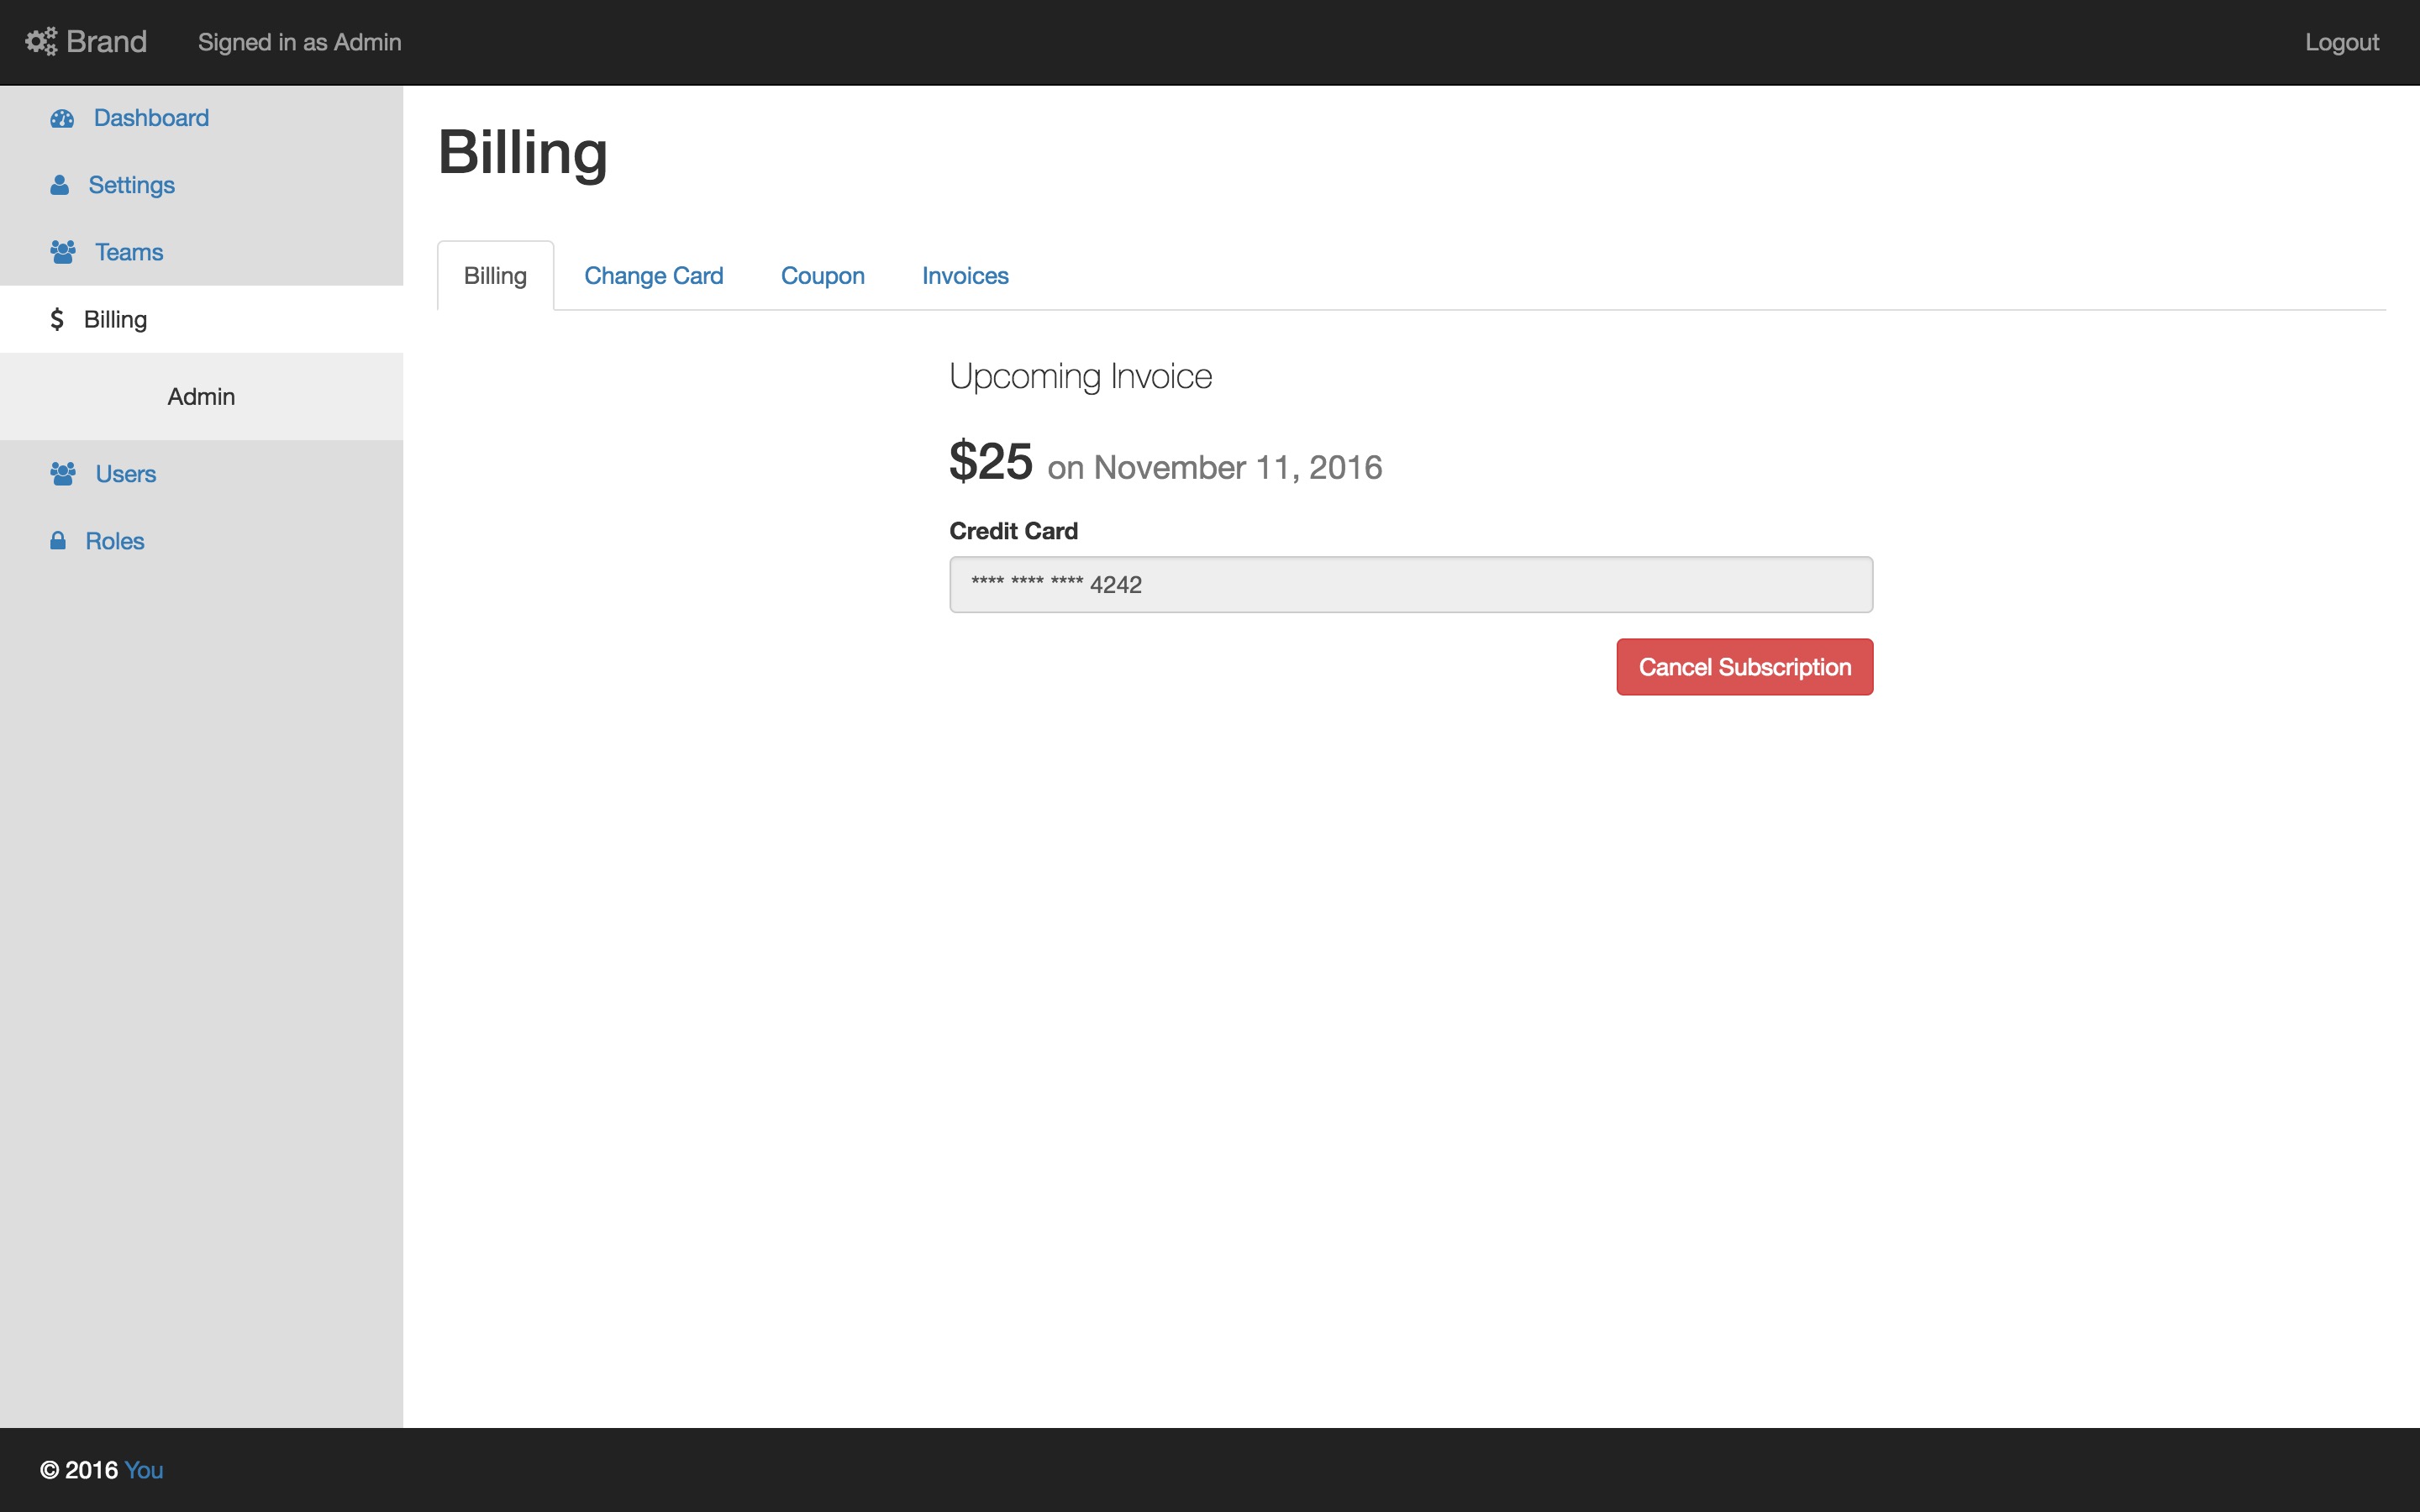 Brand Signed in as Admin Logout
Dashboard
Settings
Teams
Billing
Admin
Users
Roles
Billing
Billing Change Card Coupon Invoices
Upcoming Invoice
$25 on November 11, 2016
Credit Card
**** **** **** 4242
Cancel Subscription
© 2016 You